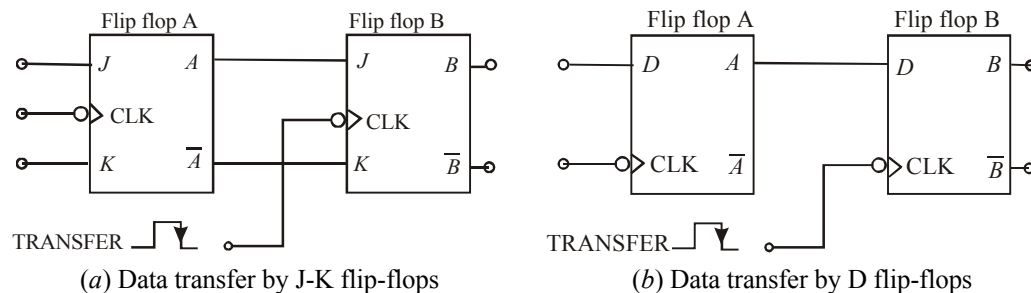 Flip flop A
Flip flop B
J
A
J
B
CLK
CLK
K
A̅
K
B̅
TRANSFER
(a) Data transfer by J-K flip-flops
Flip flop A
Flip flop B
D
A
D
B
CLK
A̅
CLK
B̅
TRANSFER
(b) Data transfer by D flip-flops